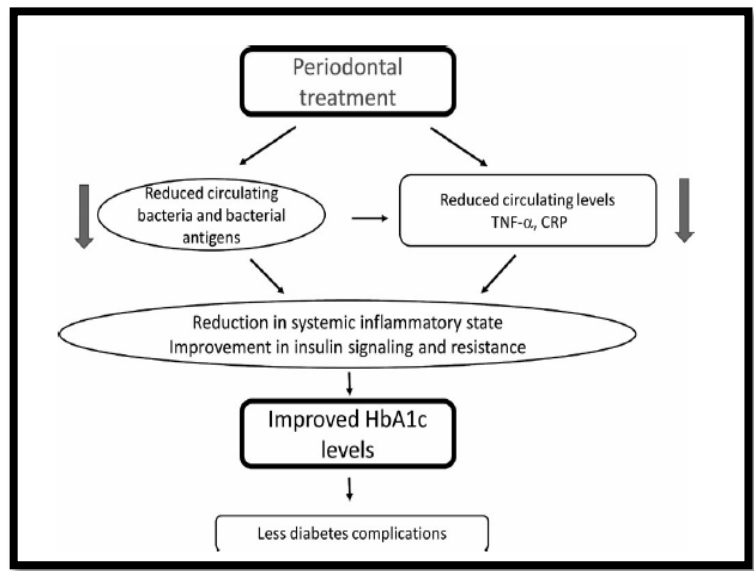 Periodontal
treatment
Reduced circulating
bacteria and bacterial
antigens
Reduced circulating levels
TNF-α, CRP
Reduction in systemic inflammatory state
Improvement in insulin signaling and resistance
Improved HbA1c
levels
Less diabetes complications